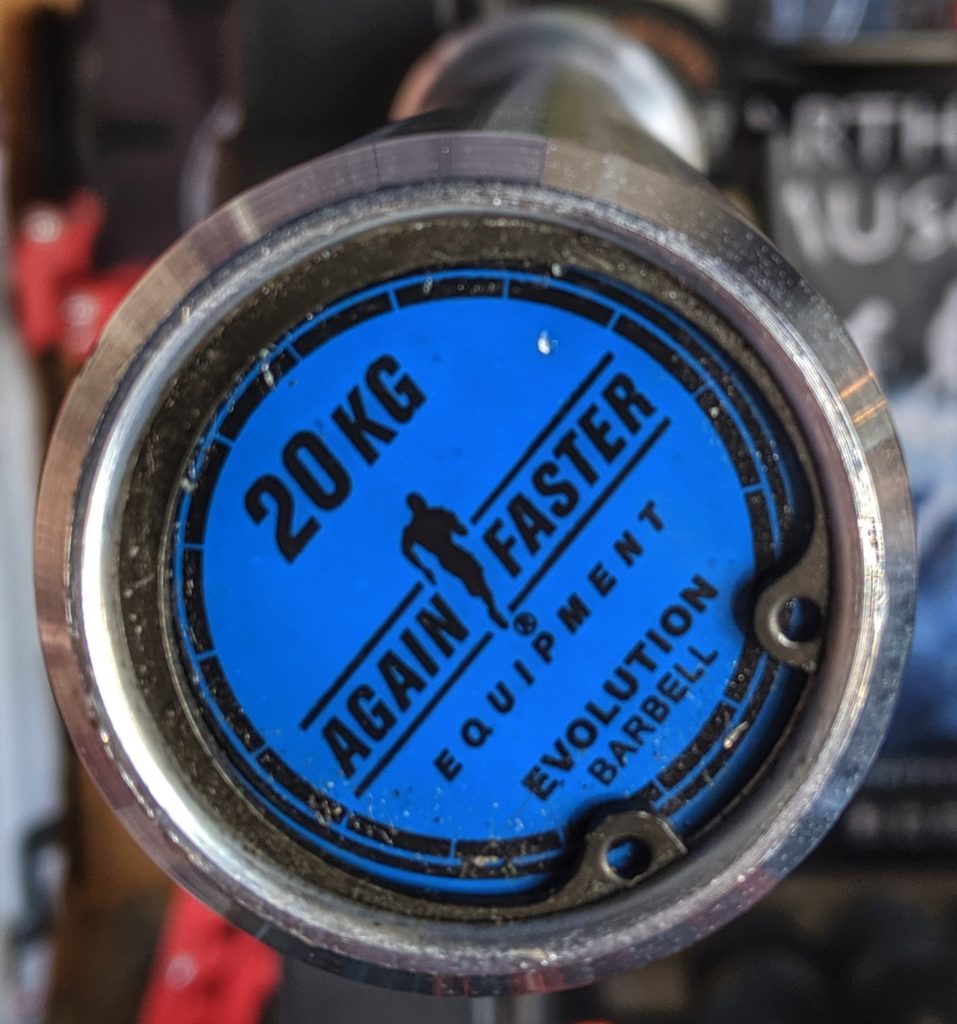 20 KG
AGAIN FASTER®
EQUIPMENT
EVOLUTION
BARBELL